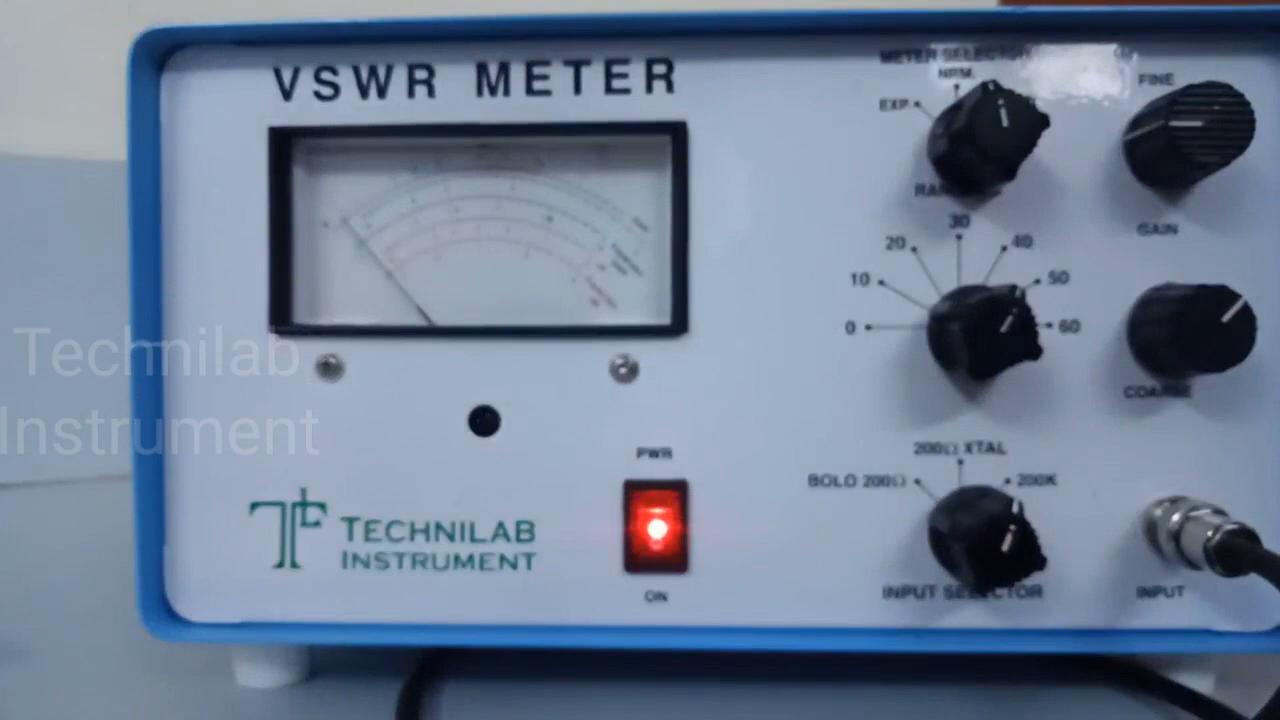 VSWR METER
METER SELECTOR
NRM.
EXP.
FINE
30
20
40
10
50
0
60
GAIN
COARSE
Technilab
Instrument
PWR
200Ω XTAL
BOLO 200Ω
200K
TECHNILAB
INSTRUMENT
ON
INPUT SELECTOR
INPUT